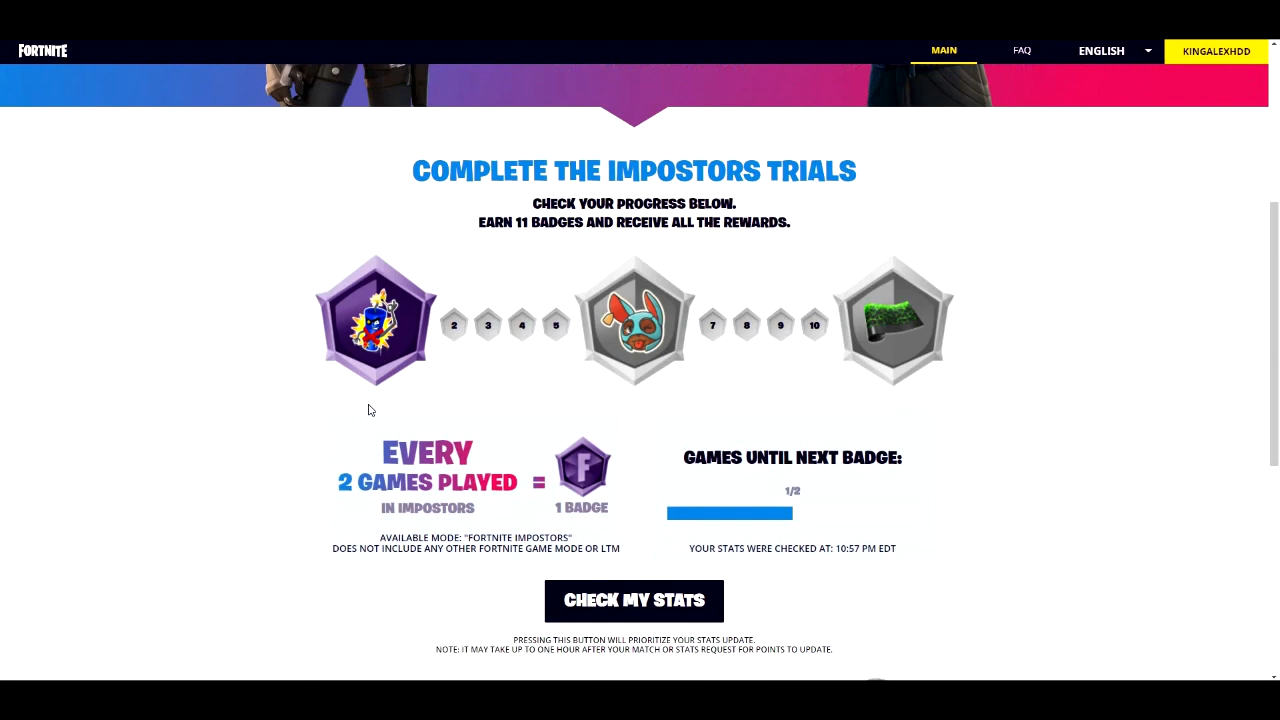 FORTNITE
MAIN
FAQ
ENGLISH
KINGALEXHDD
COMPLETE THE IMPOSTORS TRIALS
CHECK YOUR PROGRESS BELOW.
EARN 11 BADGES AND RECEIVE ALL THE REWARDS.
2 3 4 5 7 8 9 10
EVERY
2 GAMES PLAYED
IN IMPOSTORS
=
F
1 BADGE
AVAILABLE MODE: "FORTNITE IMPOSTORS"
DOES NOT INCLUDE ANY OTHER FORTNITE GAME MODE OR LTM
GAMES UNTIL NEXT BADGE:
1/2
YOUR STATS WERE CHECKED AT: 10:57 PM EDT
CHECK MY STATS
PRESSING THIS BUTTON WILL PRIORITIZE YOUR STATS UPDATE.
NOTE: IT MAY TAKE UP TO ONE HOUR AFTER YOUR MATCH OR STATS REQUEST FOR POINTS TO UPDATE.